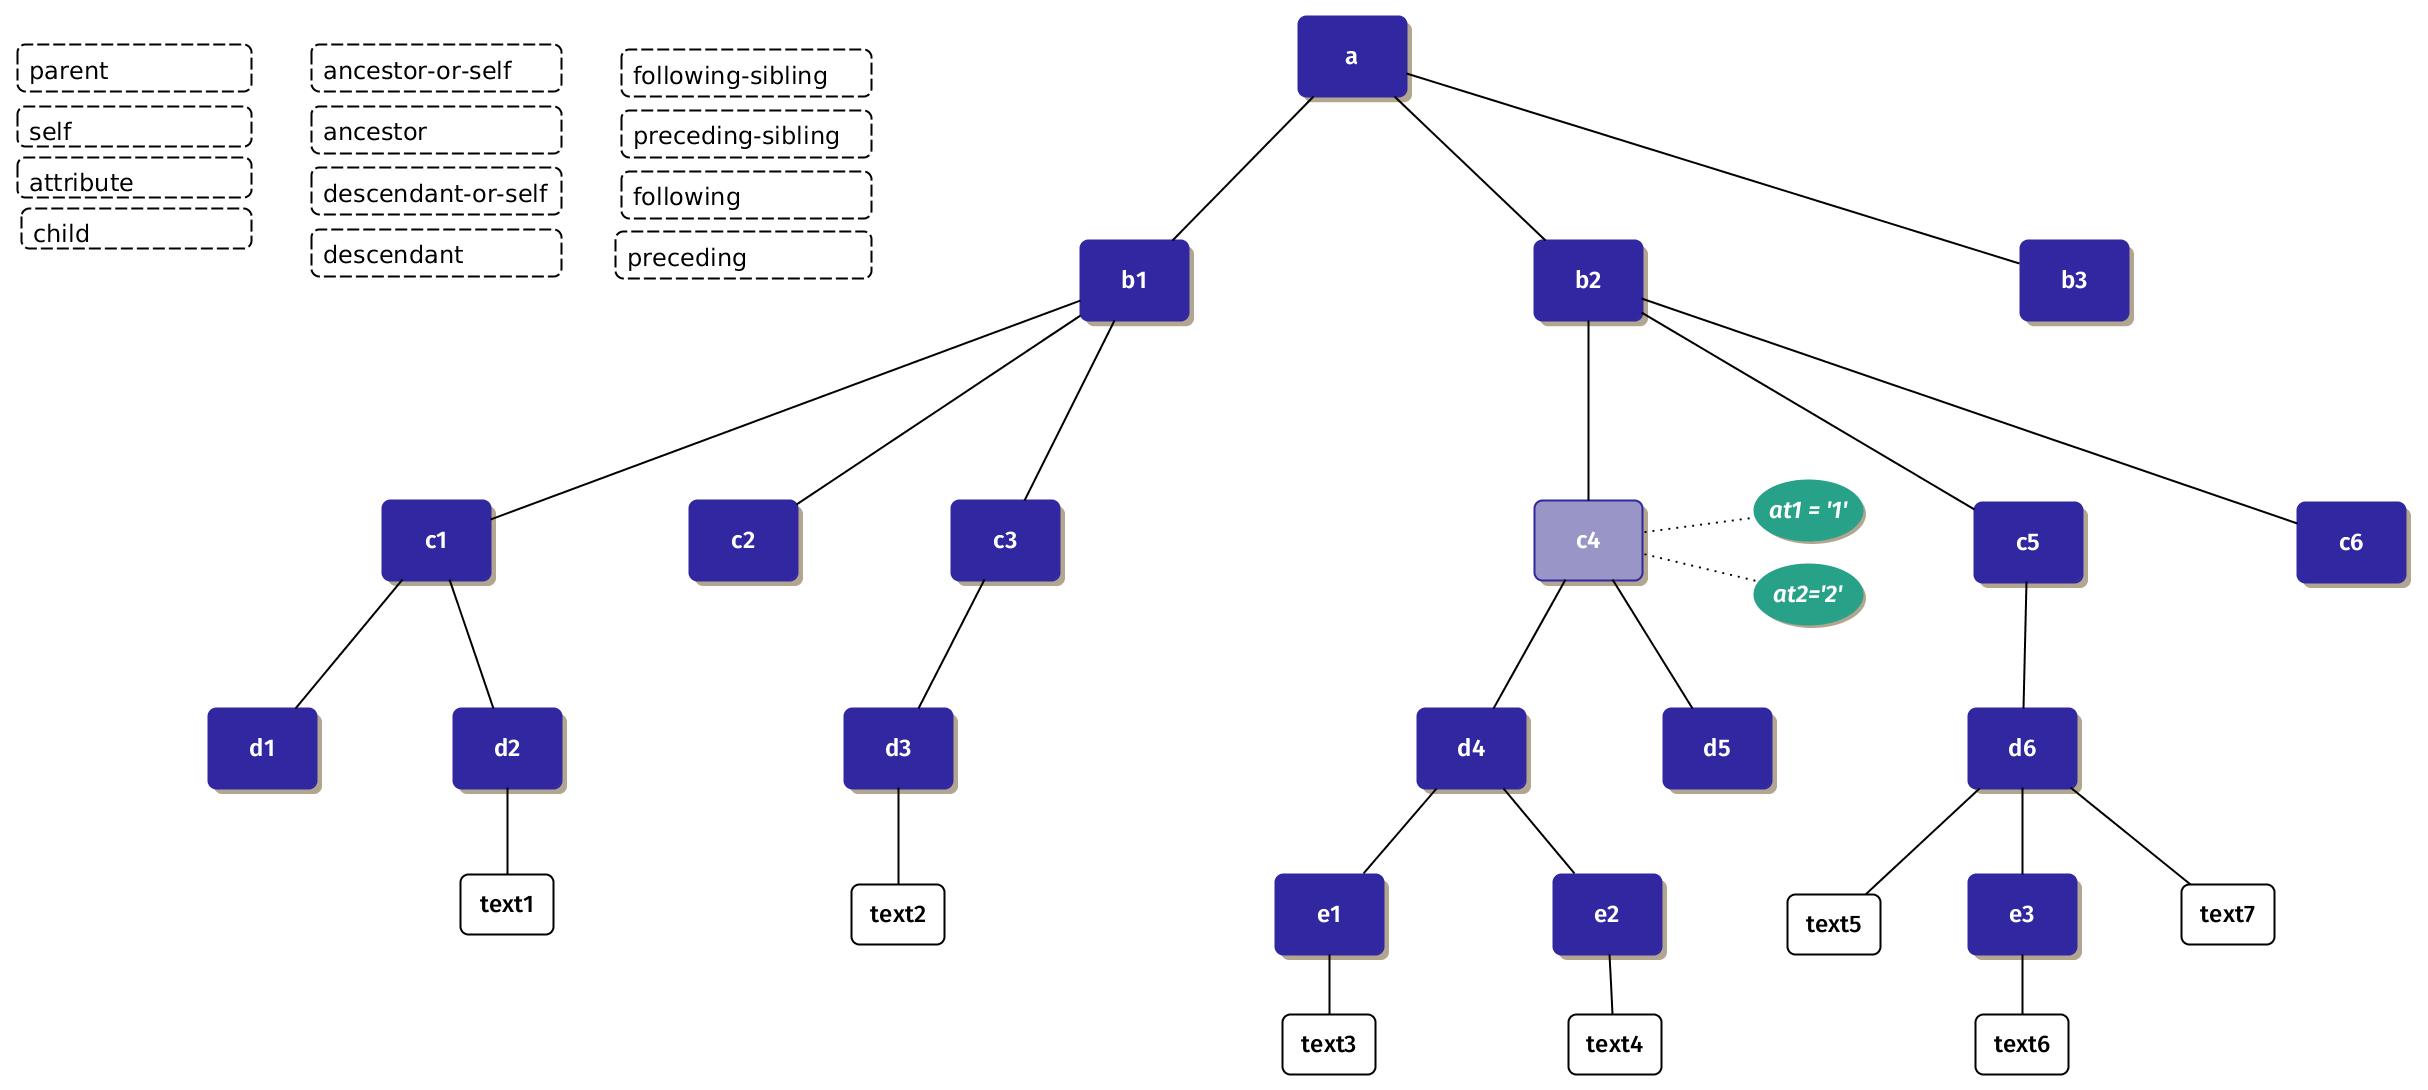 parent
self
attribute
child
ancestor-or-self
ancestor
descendant-or-self
descendant
following-sibling
preceding-sibling
following
preceding
a
b1
b2
b3
c1
c2
c3
c4
at1 = '1'
at2='2'
c5
c6
d1
d2
d3
d4
d5
d6
text1
text2
e1
e2
text5
e3
text7
text3
text4
text6